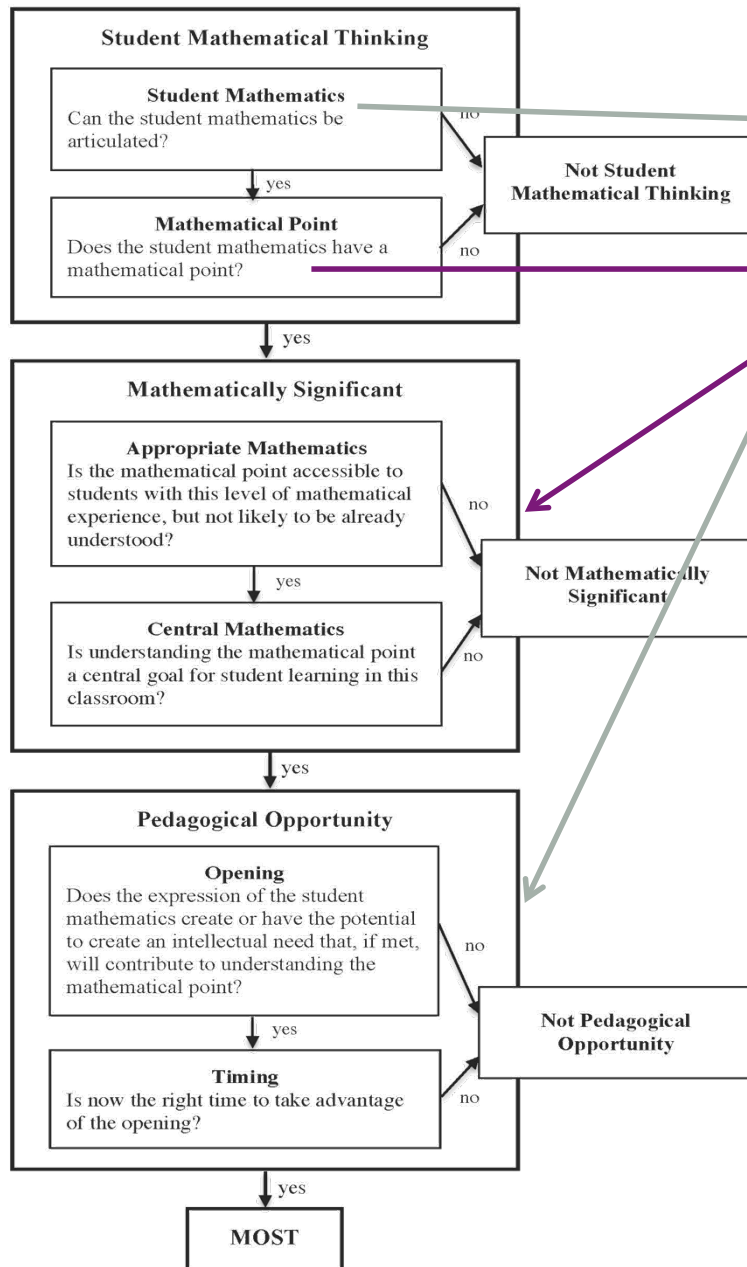 Student Mathematical Thinking
Student Mathematics
Can the student mathematics be
articulated?
no
yes
Not Student
Mathematical Thinking
Mathematical Point
Does the student mathematics have a
mathematical point?
no
yes
Mathematically Significant
Appropriate Mathematics
Is the mathematical point accessible to
students with this level of mathematical
experience, but not likely to be already
understood?
no
yes
Not Mathematically
Significant
Central Mathematics
Is understanding the mathematical point
a central goal for student learning in this
classroom?
no
yes
Pedagogical Opportunity
Opening
Does the expression of the student
mathematics create or have the potential
to create an intellectual need that, if met,
will contribute to understanding the
mathematical point?
no
yes
Not Pedagogical
Opportunity
Timing
Is now the right time to take advantage
of the opening?
no
yes
MOST